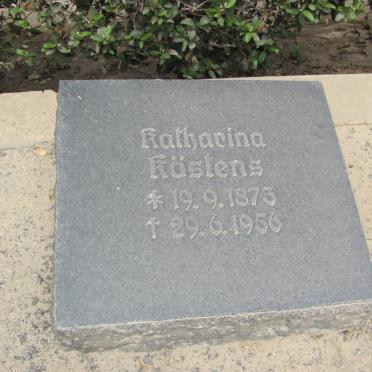 Katharina
Köstens
* 19.9.1873
† 29.6.1956